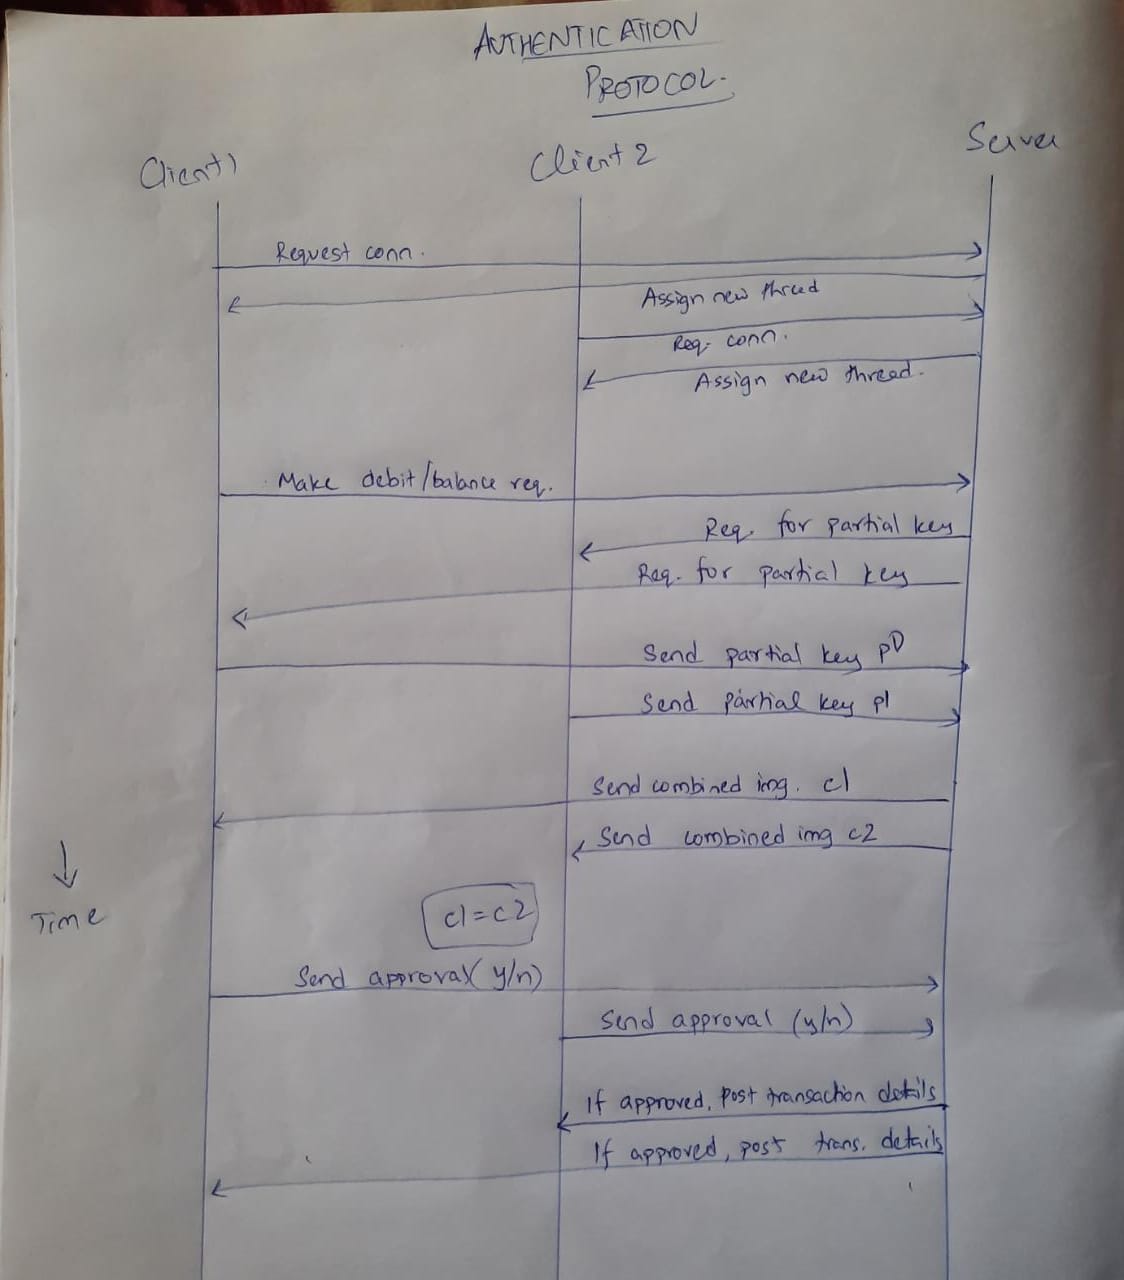 AUTHENTICATION
PROTOCOL.
Client1
Client 2
Server
Request conn.
Assign new thread
Req. conn.
Assign new thread.
Make debit/balance req.
Req. for partial key
Req. for partial key
Send partial key p0
Send partial key p1
Send combined img. c1
Send combined img c2
Time
c1=c2
Send approval (y/n)
Send approval (y/n)
If approved, post transaction details
If approved, post trans. details